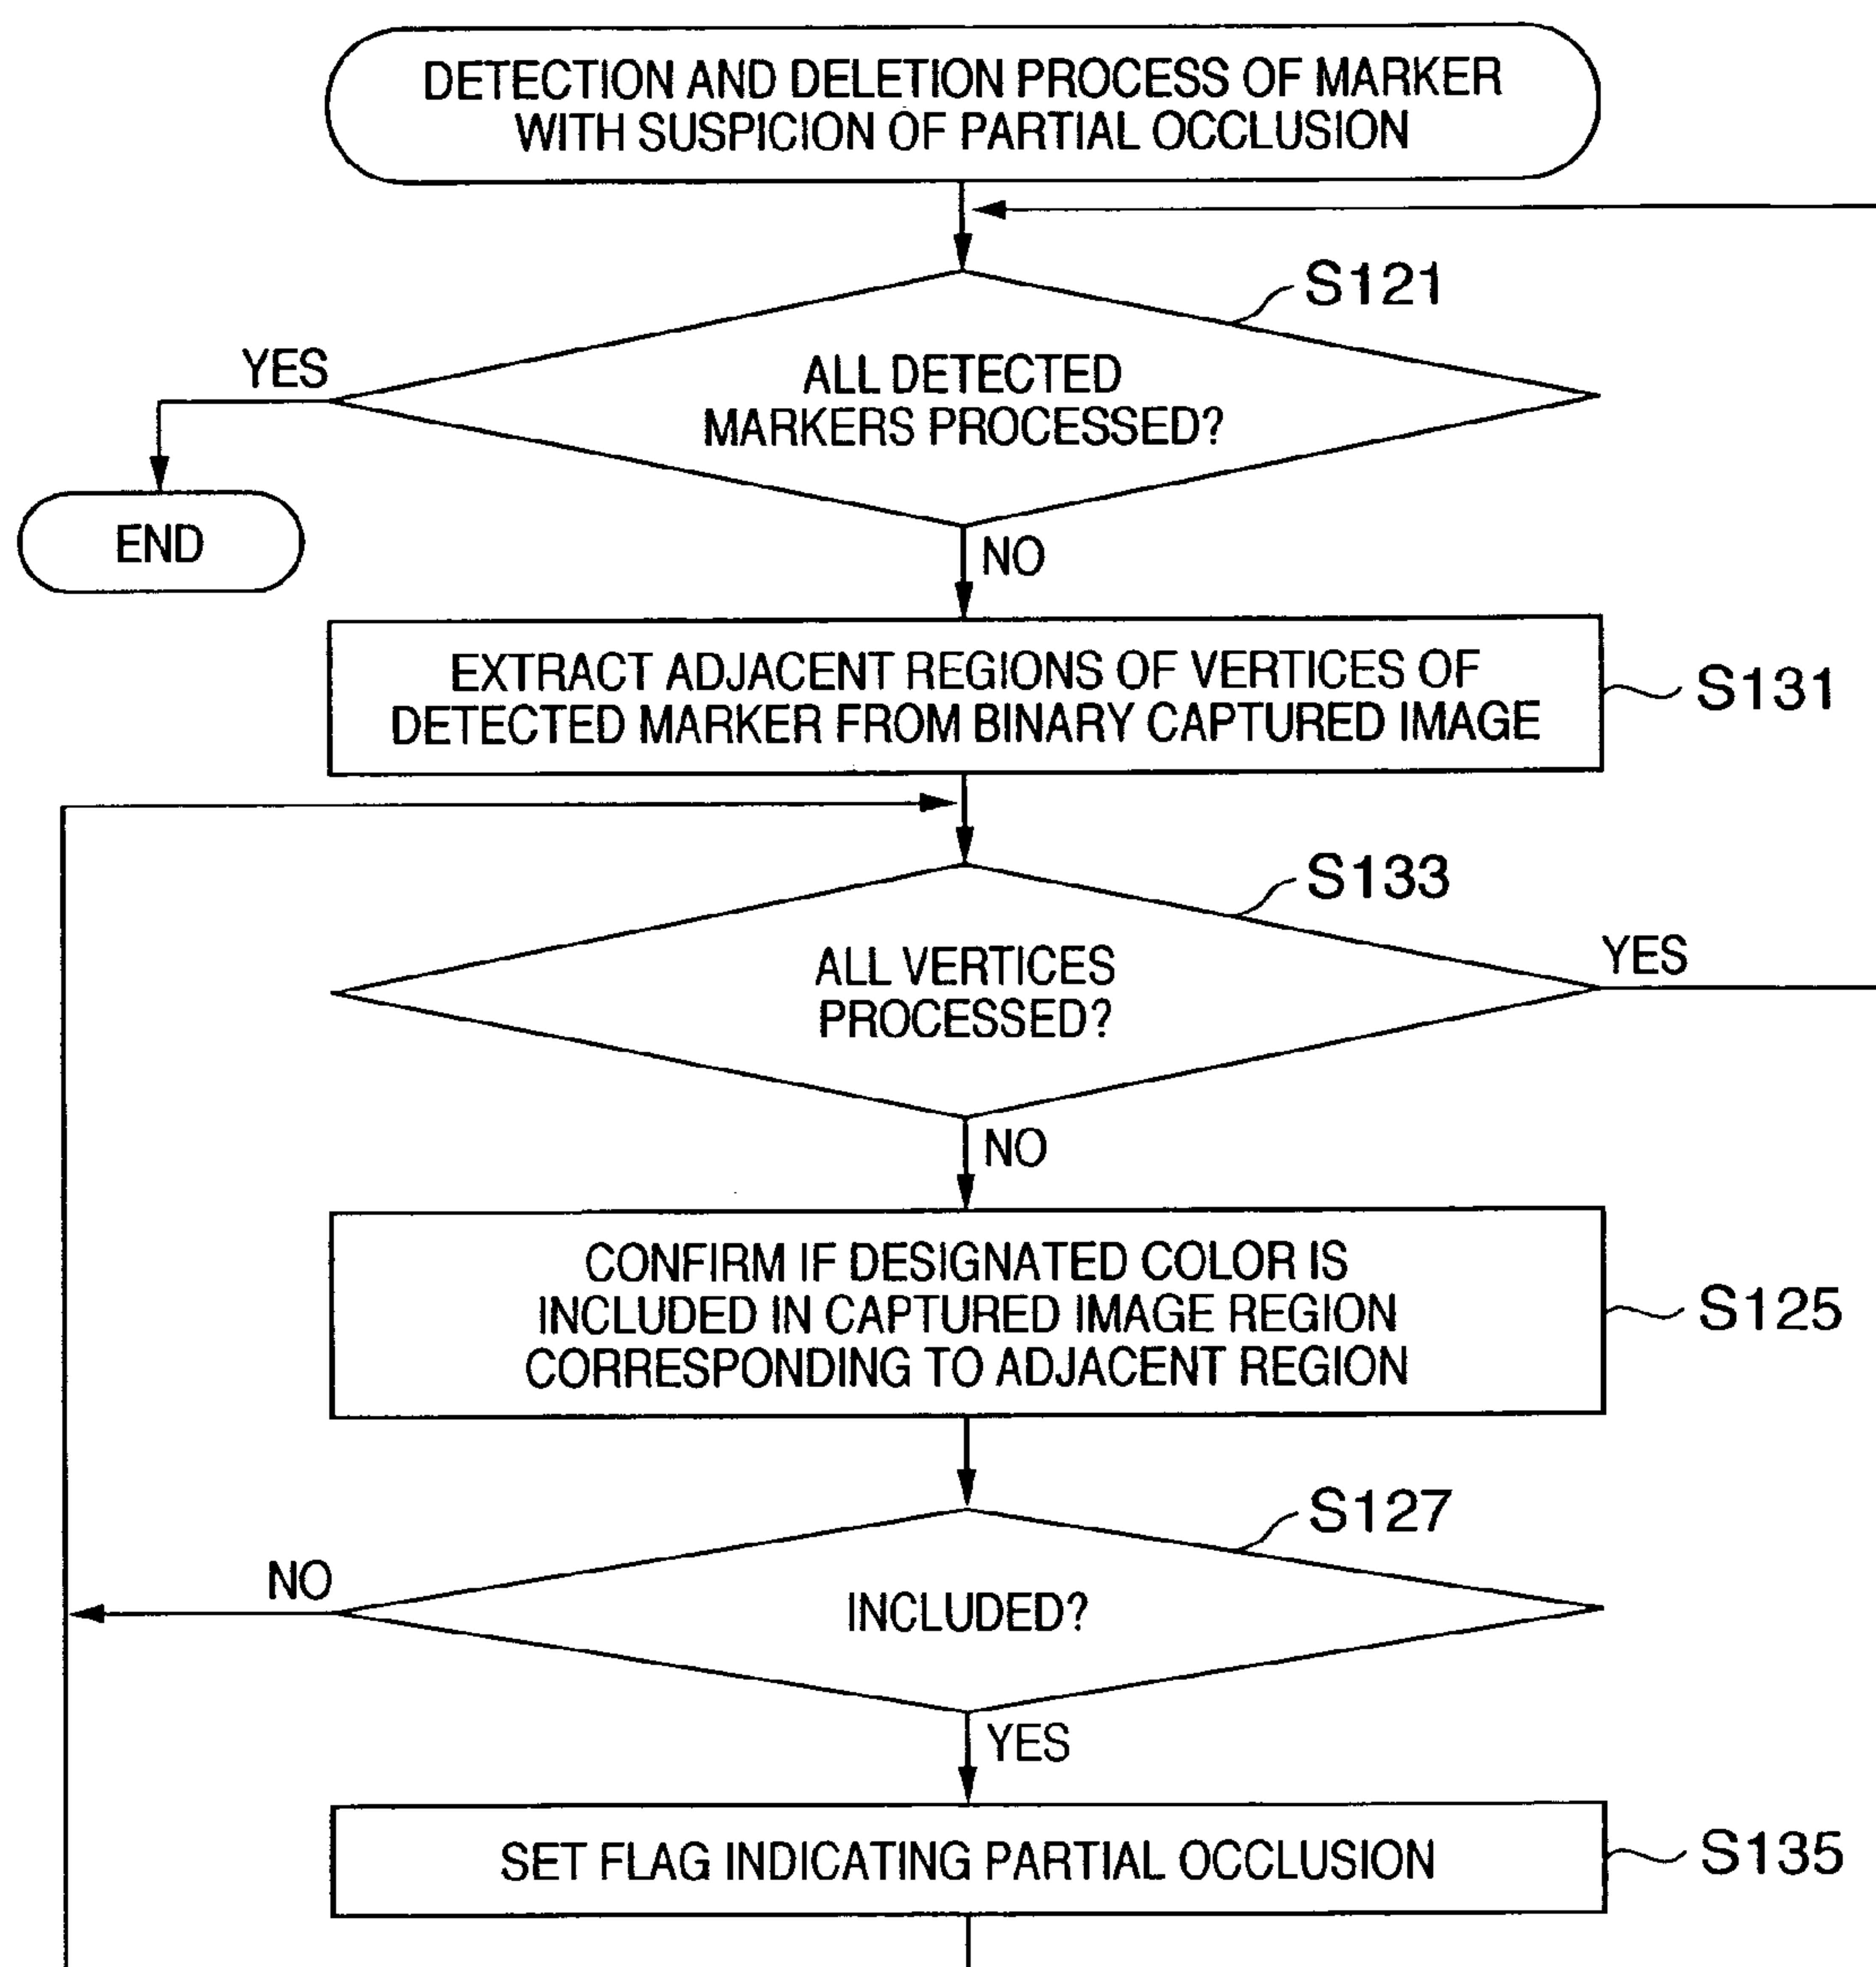 DETECTION AND DELETION PROCESS OF MARKER
WITH SUSPICION OF PARTIAL OCCLUSION
S121
YES
ALL DETECTED
MARKERS PROCESSED?
END
NO
EXTRACT ADJACENT REGIONS OF VERTICES OF
DETECTED MARKER FROM BINARY CAPTURED IMAGE
S131
S133
YES
ALL VERTICES
PROCESSED?
NO
CONFIRM IF DESIGNATED COLOR IS
INCLUDED IN CAPTURED IMAGE REGION
CORRESPONDING TO ADJACENT REGION
S125
S127
NO
INCLUDED?
YES
SET FLAG INDICATING PARTIAL OCCLUSION
S135